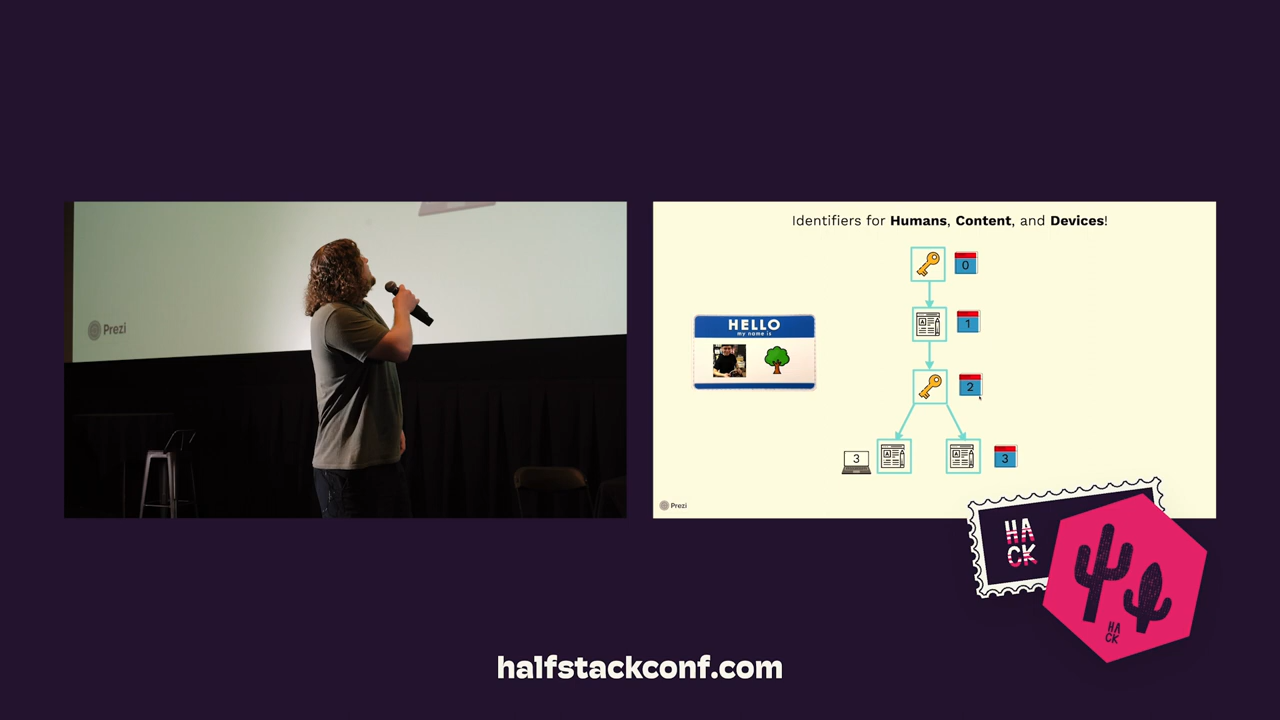 Prezi
Identifiers for Humans, Content, and Devices!
0
1
HELLO
my name is
2
3
3
Prezi
HA
CK
HA
CK
halfstackconf.com